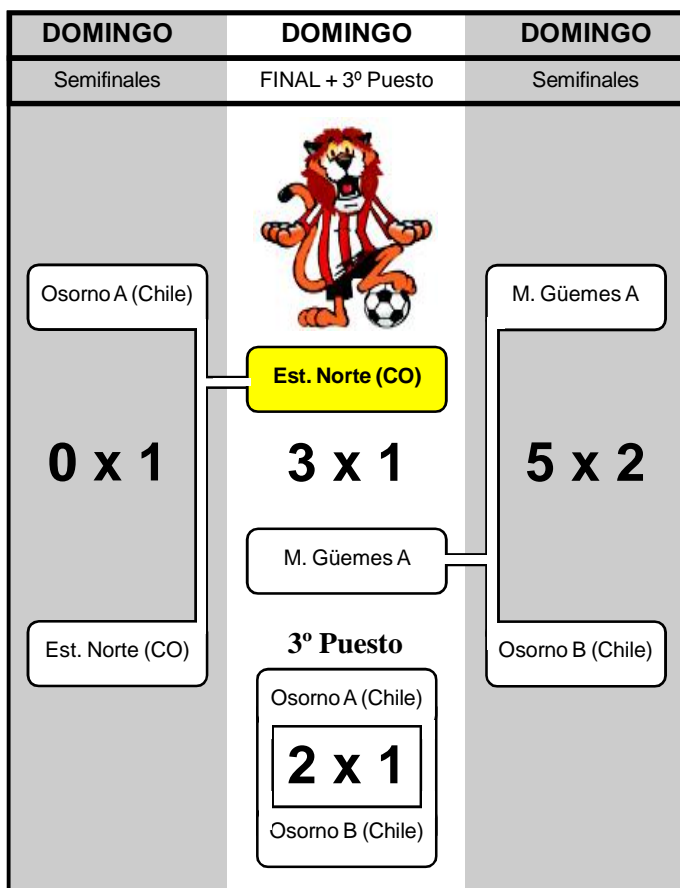 DOMINGO DOMINGO DOMINGO
Semifinales FINAL + 3º Puesto Semifinales
Osorno A (Chile) M. Güemes A
Est. Norte (CO)
0 x 1 3 x 1 5 x 2
M. Güemes A
Est. Norte (CO) 3º Puesto Osorno B (Chile)
Osorno A (Chile)
2 x 1
Osorno B (Chile)